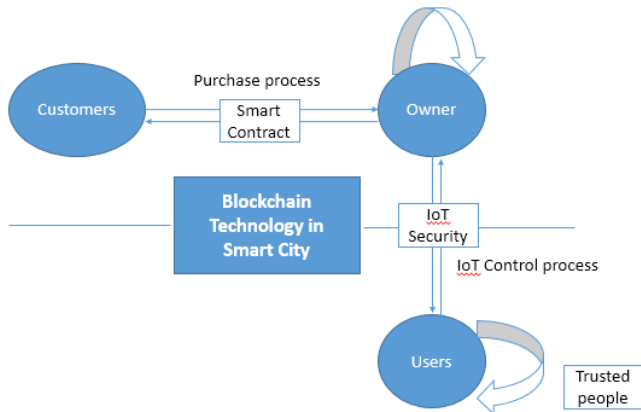 Purchase process
Customers
Smart
Contract
Owner
Blockchain
Technology in
Smart City
IoT
Security
IoT Control process
Users
Trusted
people